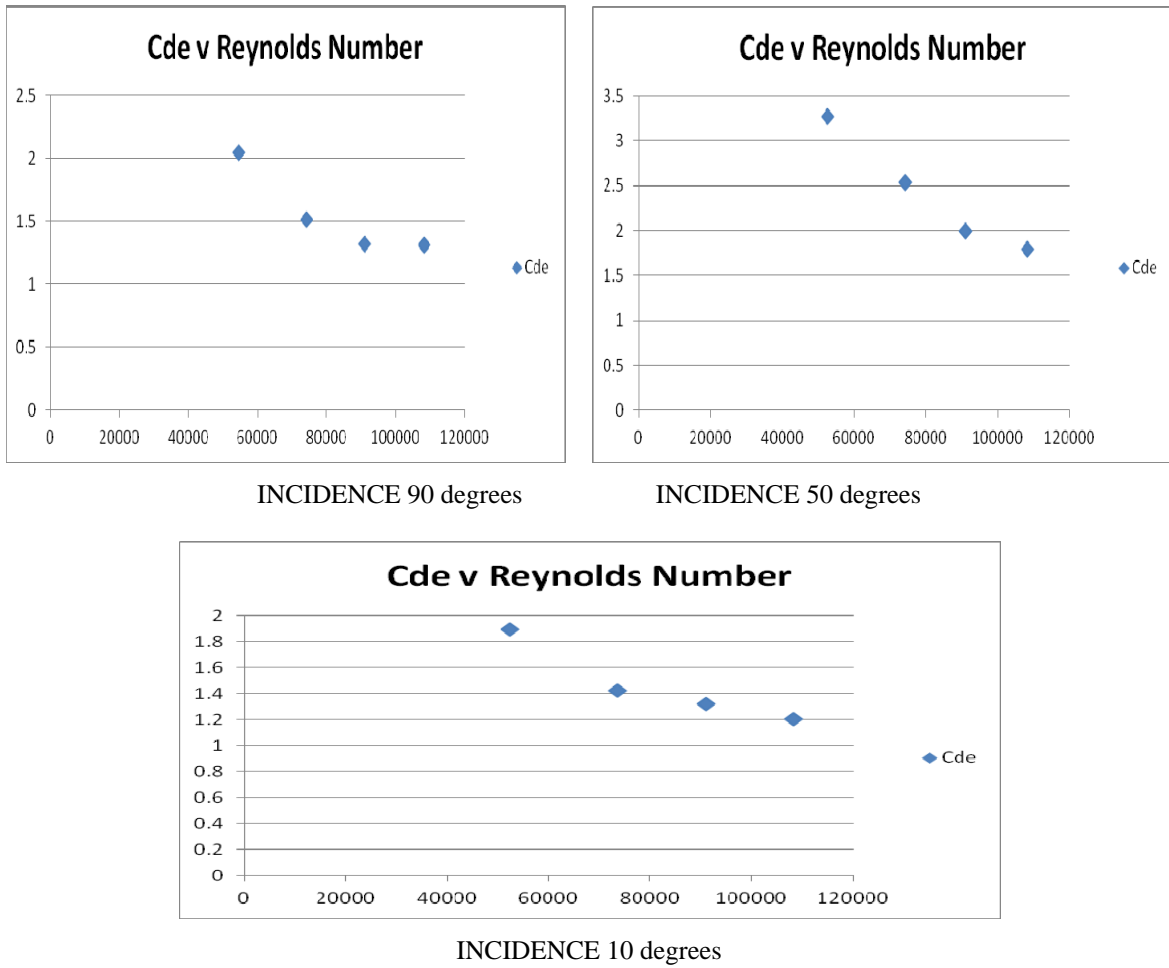 Cde v Reynolds Number
2.5
2
1.5
1
0.5
0
0 20000 40000 60000 80000 100000 120000
Cde
Cde v Reynolds Number
3.5
3
2.5
2
1.5
1
0.5
0
0 20000 40000 60000 80000 100000 120000
Cde
INCIDENCE 90 degrees
INCIDENCE 50 degrees
Cde v Reynolds Number
2
1.8
1.6
1.4
1.2
1
0.8
0.6
0.4
0.2
0
0 20000 40000 60000 80000 100000 120000
Cde
INCIDENCE 10 degrees